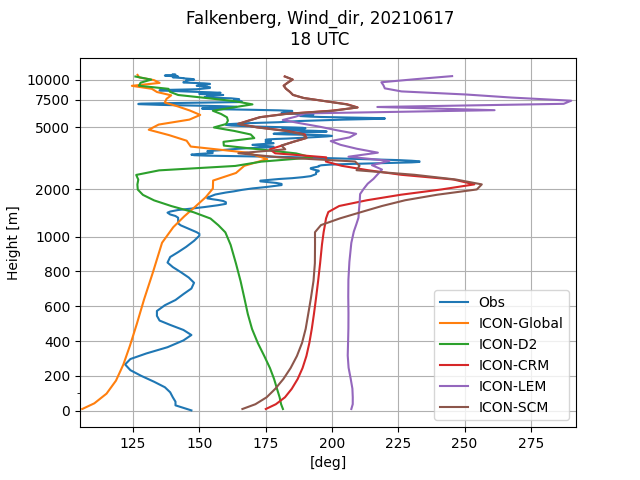 Falkenberg, Wind_dir, 20210617
18 UTC
10000
7500
5000
2000
1000
800
600
400
200
0
Height [m]
125
150
175
200
225
250
275
[deg]
Obs
ICON-Global
ICON-D2
ICON-CRM
ICON-LEM
ICON-SCM